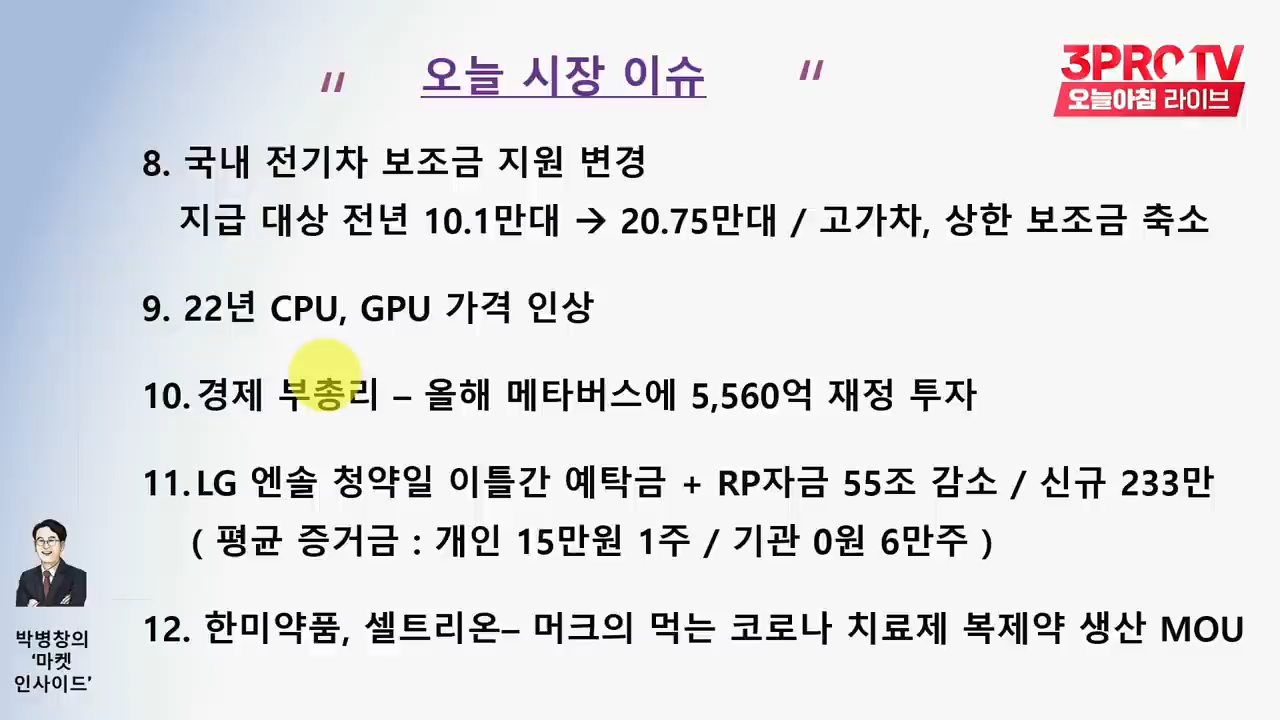 " 오늘 시장 이슈 "
3PRO TV
오늘아침 라이브
8. 국내 전기차 보조금 지원 변경
지급 대상 전년 10.1만대 → 20.75만대 / 고가차, 상한 보조금 축소
9. 22년 CPU, GPU 가격 인상
10. 경제 부총리 – 올해 메타버스에 5,560억 재정 투자
11. LG 엔솔 청약일 이틀간 예탁금 + RP자금 55조 감소 / 신규 233만
( 평균 증거금 : 개인 15만원 1주 / 기관 0원 6만주 )
12. 한미약품, 셀트리온– 머크의 먹는 코로나 치료제 복제약 생산 MOU
박병창의
‘마켓
인사이드’